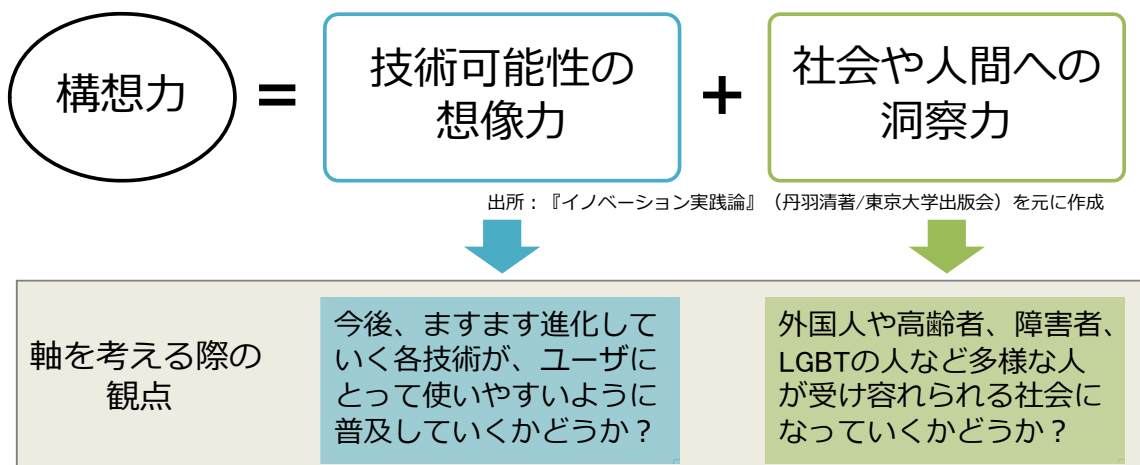 構想力
=
技術可能性の
想像力
+
社会や人間への
洞察力
出所：『イノベーション実践論』（丹羽清著/東京大学出版会）を元に作成
軸を考える際の
観点
今後、ますます進化して
いく各技術が、ユーザに
とって使いやすいように
普及していくかどうか？
外国人や高齢者、障害者、
LGBTの人など多様な人
が受け容れられる社会に
なっていくかどうか？